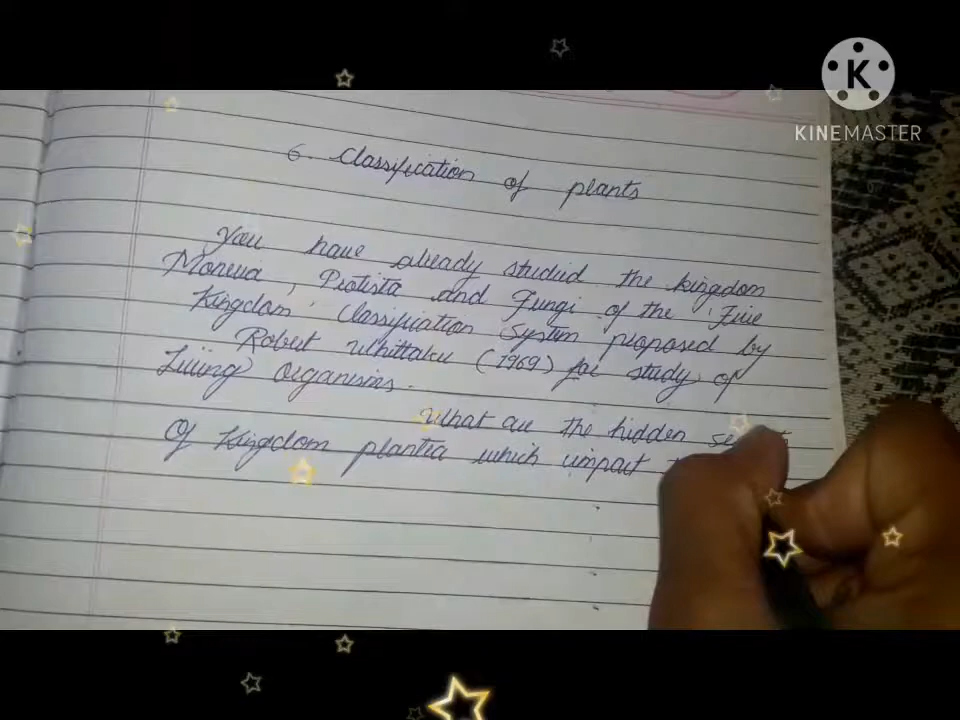 KINEMASTER
6. Classification of plants
You have already studied the kingdom
Monera, Protista and Fungi of the 'Five
Kingdom' Classification System proposed by
Robert Whittaker (1969) for study of
Living organisms.
What are the hidden
Of Kingdom plantra which impact